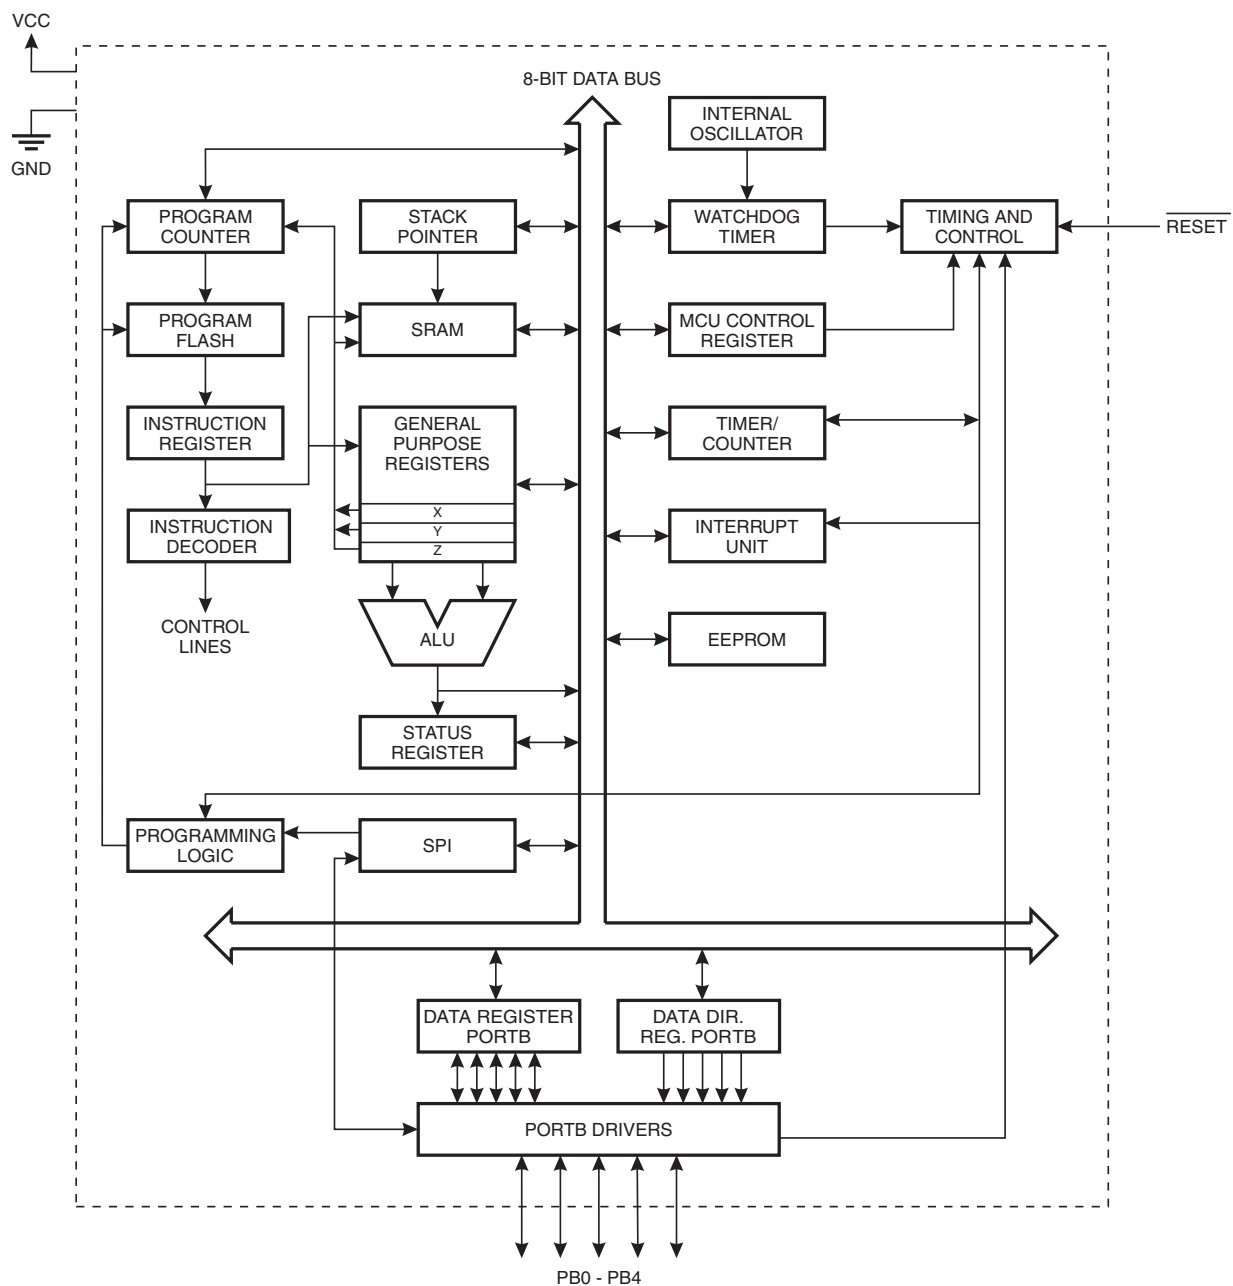 VCC
8-BIT DATA BUS
INTERNAL
OSCILLATOR
GND
PROGRAM
COUNTER
STACK
POINTER
WATCHDOG
TIMER
TIMING AND
CONTROL
RESET
PROGRAM
FLASH
SRAM
MCU CONTROL
REGISTER
INSTRUCTION
REGISTER
GENERAL
PURPOSE
REGISTERS
X
Y
Z
TIMER/
COUNTER
INSTRUCTION
DECODER
INTERRUPT
UNIT
CONTROL
LINES
ALU
EEPROM
STATUS
REGISTER
PROGRAMMING
LOGIC
SPI
DATA REGISTER
PORTB
DATA DIR.
REG. PORTB
PORTB DRIVERS
PB0 - PB4